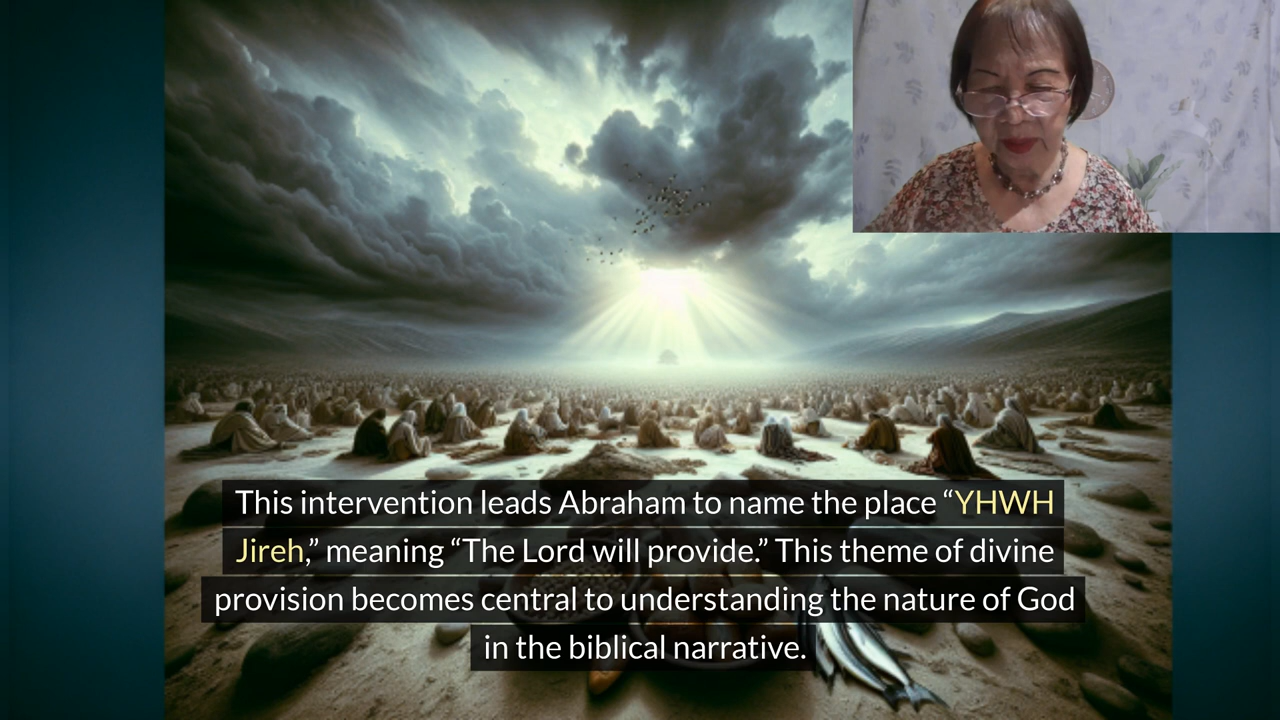 This intervention leads Abraham to name the place “YHWH
Jireh,” meaning “The Lord will provide.” This theme of divine
provision becomes central to understanding the nature of God
in the biblical narrative.